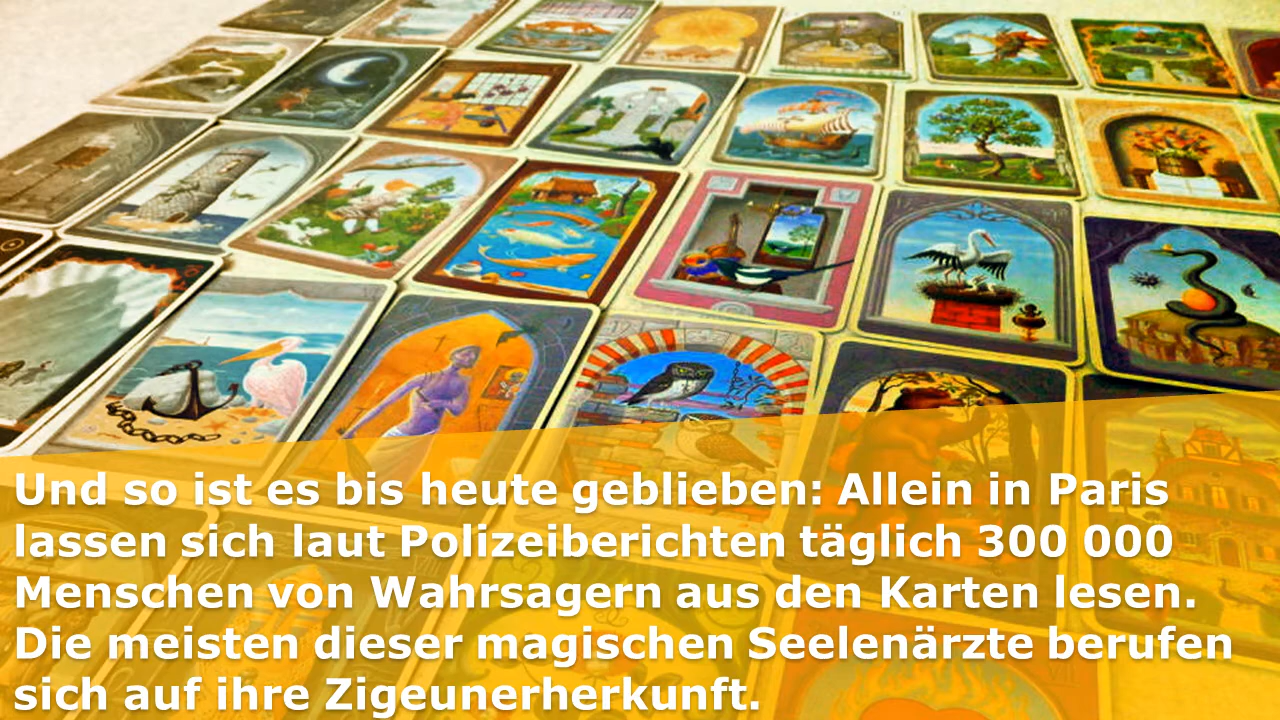 Und so ist es bis heute geblieben: Allein in Paris
lassen sich laut Polizeiberichten täglich 300 000
Menschen von Wahrsagern aus den Karten lesen.
Die meisten dieser magischen Seelenärzte berufen
sich auf ihre Zigeunerherkunft.